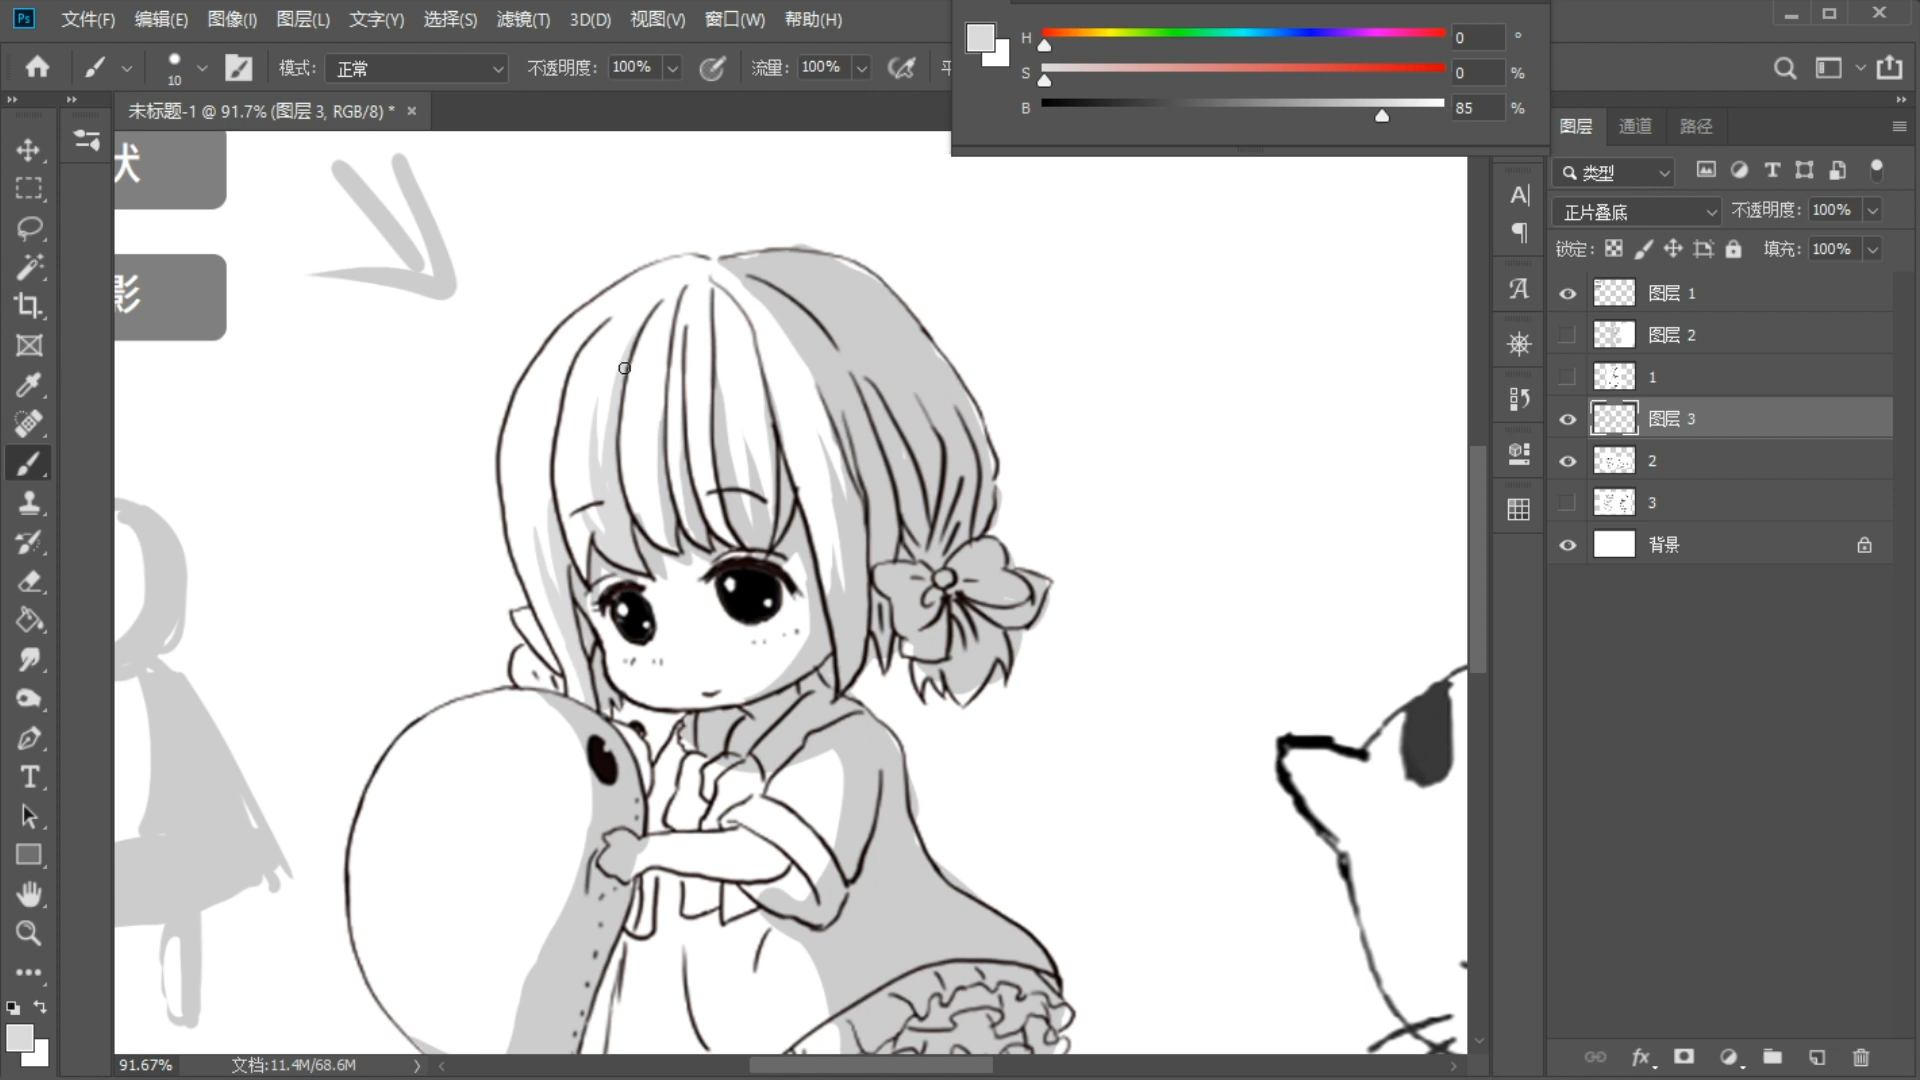 Ps 文件(F) 编辑(E) 图像(I) 图层(L) 文字(Y) 选择(S) 滤镜(T) 3D(D) 视图(V) 窗口(W) 帮助(H)
10 模式: 正常 不透明度: 100% 流量: 100% 平
H 0 °
S 0 %
B 85 %
未标题-1 @ 91.7% (图层 3, RGB/8) * ×
状
影
图层 通道 路径
类型
正片叠底 不透明度: 100%
锁定: 填充: 100%
图层 1
图层 2
1
图层 3
2
3
背景
91.67% 文档:11.4M/68.6M
fx